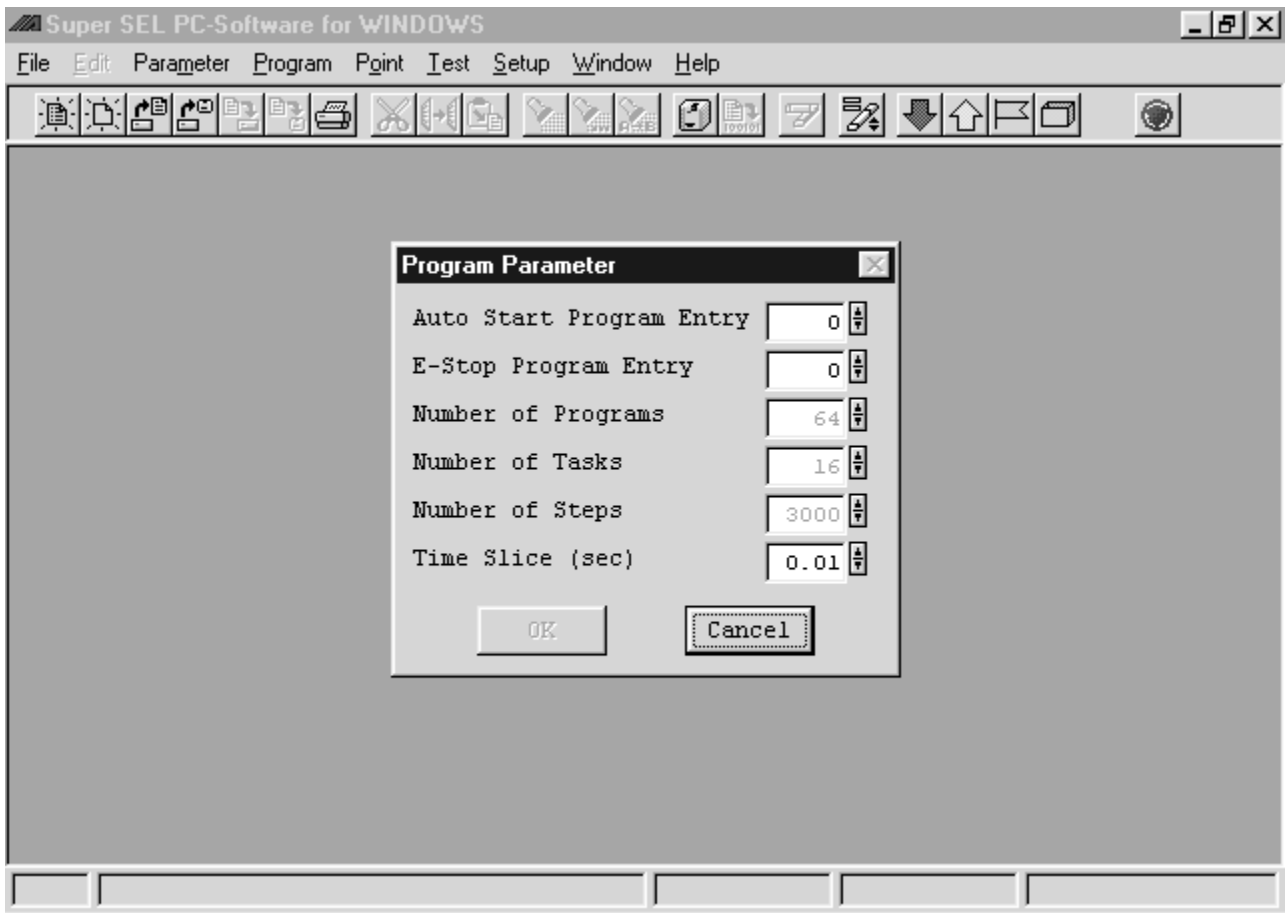 Super SEL PC-Software for WINDOWS
File Edit Parameter Program Point Test Setup Window Help
Program Parameter
Auto Start Program Entry 0
E-Stop Program Entry 0
Number of Programs 64
Number of Tasks 16
Number of Steps 3000
Time Slice (sec) 0.01
OK Cancel